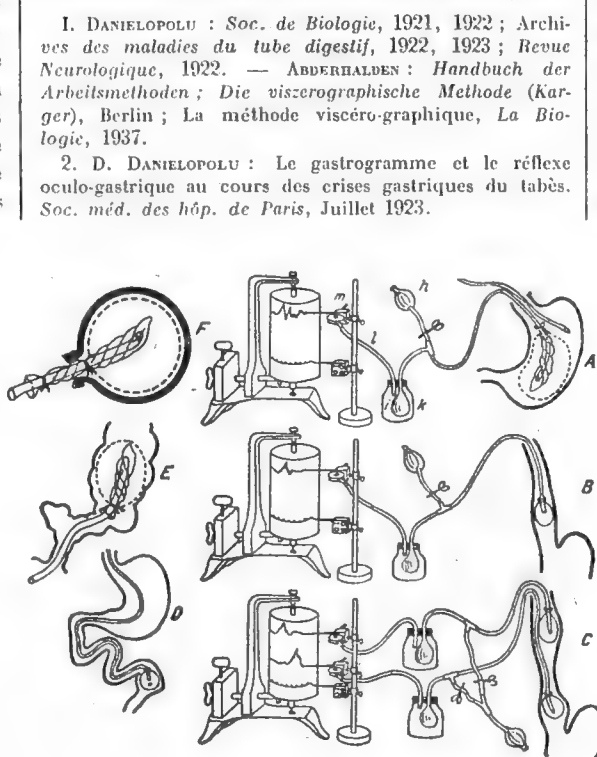 1. DANIELOPOLU : Soc. de Biologie, 1921, 1922 ; Archi-
ves des maladies du tube digestif, 1922, 1923 ; Revue
Neurologique, 1922. — ABDERHALDEN : Handbuch der
Arbeitsmethoden ; Die viszerographische Methode (Kar-
ger), Berlin ; La méthode viscéro-graphique, La Bio-
logie, 1937.
2. D. DANIELOPOLU : Le gastrogramme et le réflexe
oculo-gastrique au cours des crises gastriques du tabès.
Soc. méd. des hôp. de Paris, Juillet 1923.
F
m
h
l
k
A
E
B
D
C